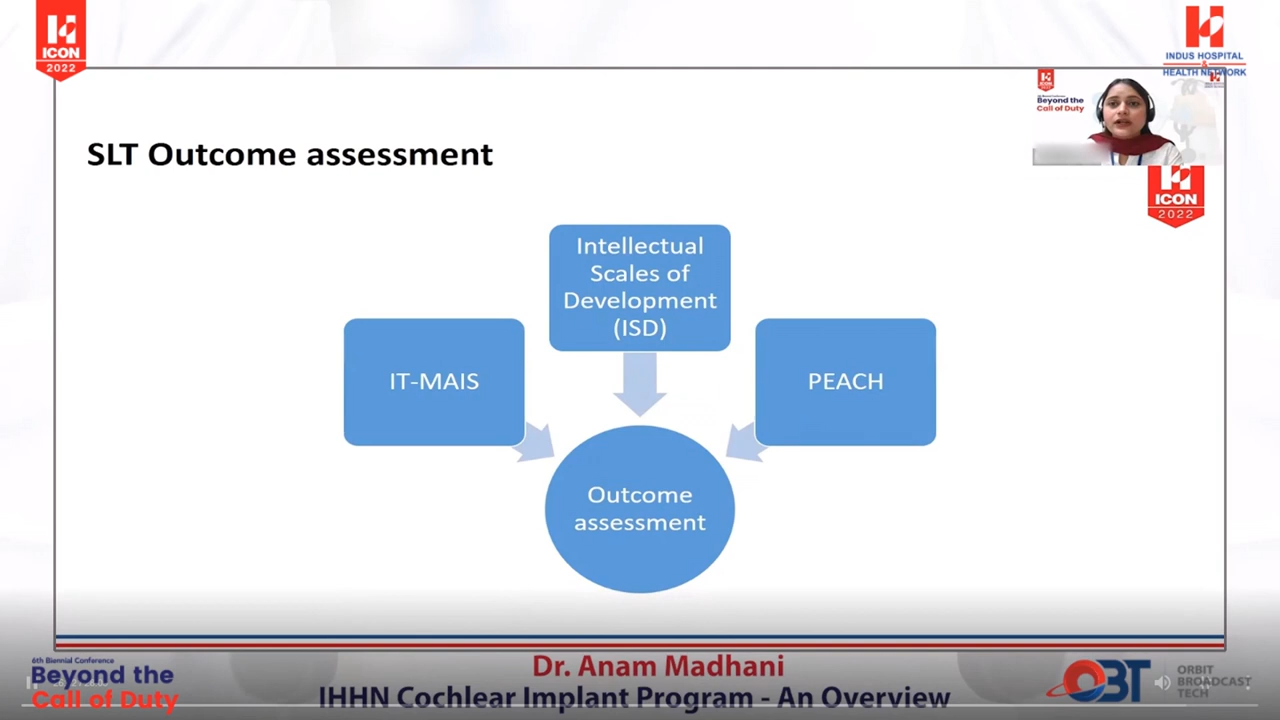 ICON
2022
INDUS HOSPITAL
&
HEALTH NETWORK
Beyond the
Call of Duty
ICON
2022
SLT Outcome assessment
Intellectual
Scales of
Development
(ISD)
IT-MAIS
PEACH
Outcome
assessment
Dr. Anam Madhani
IHHN Cochlear Implant Program - An Overview
6th Biennial Conference
Beyond the
Call of Duty
OBT
ORBIT
BROADCAST
TECH